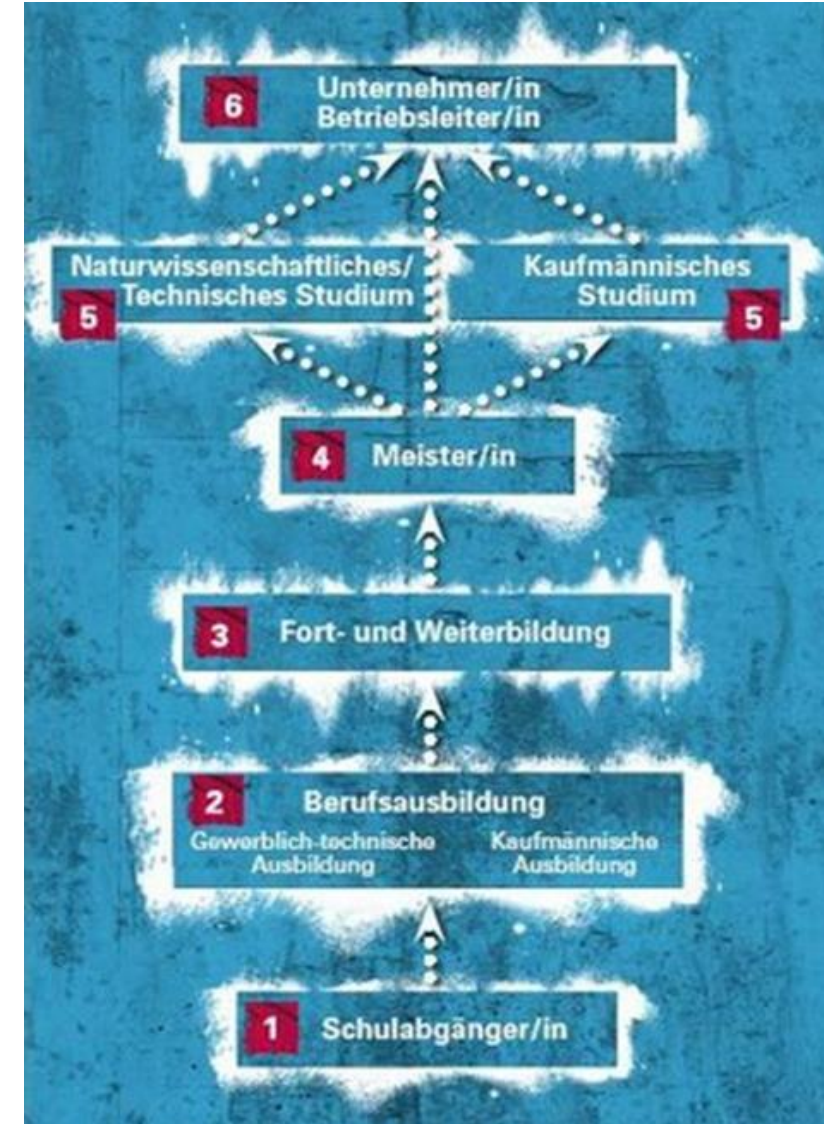 6
Unternehmer/in
Betriebsleiter/in
Naturwissenschaftliches/
Technisches Studium
5
Kaufmännisches
Studium
5
4 Meister/in
3 Fort- und Weiterbildung
2 Berufsausbildung
Gewerblich-technische
Ausbildung
Kaufmännische
Ausbildung
1 Schulabgänger/in